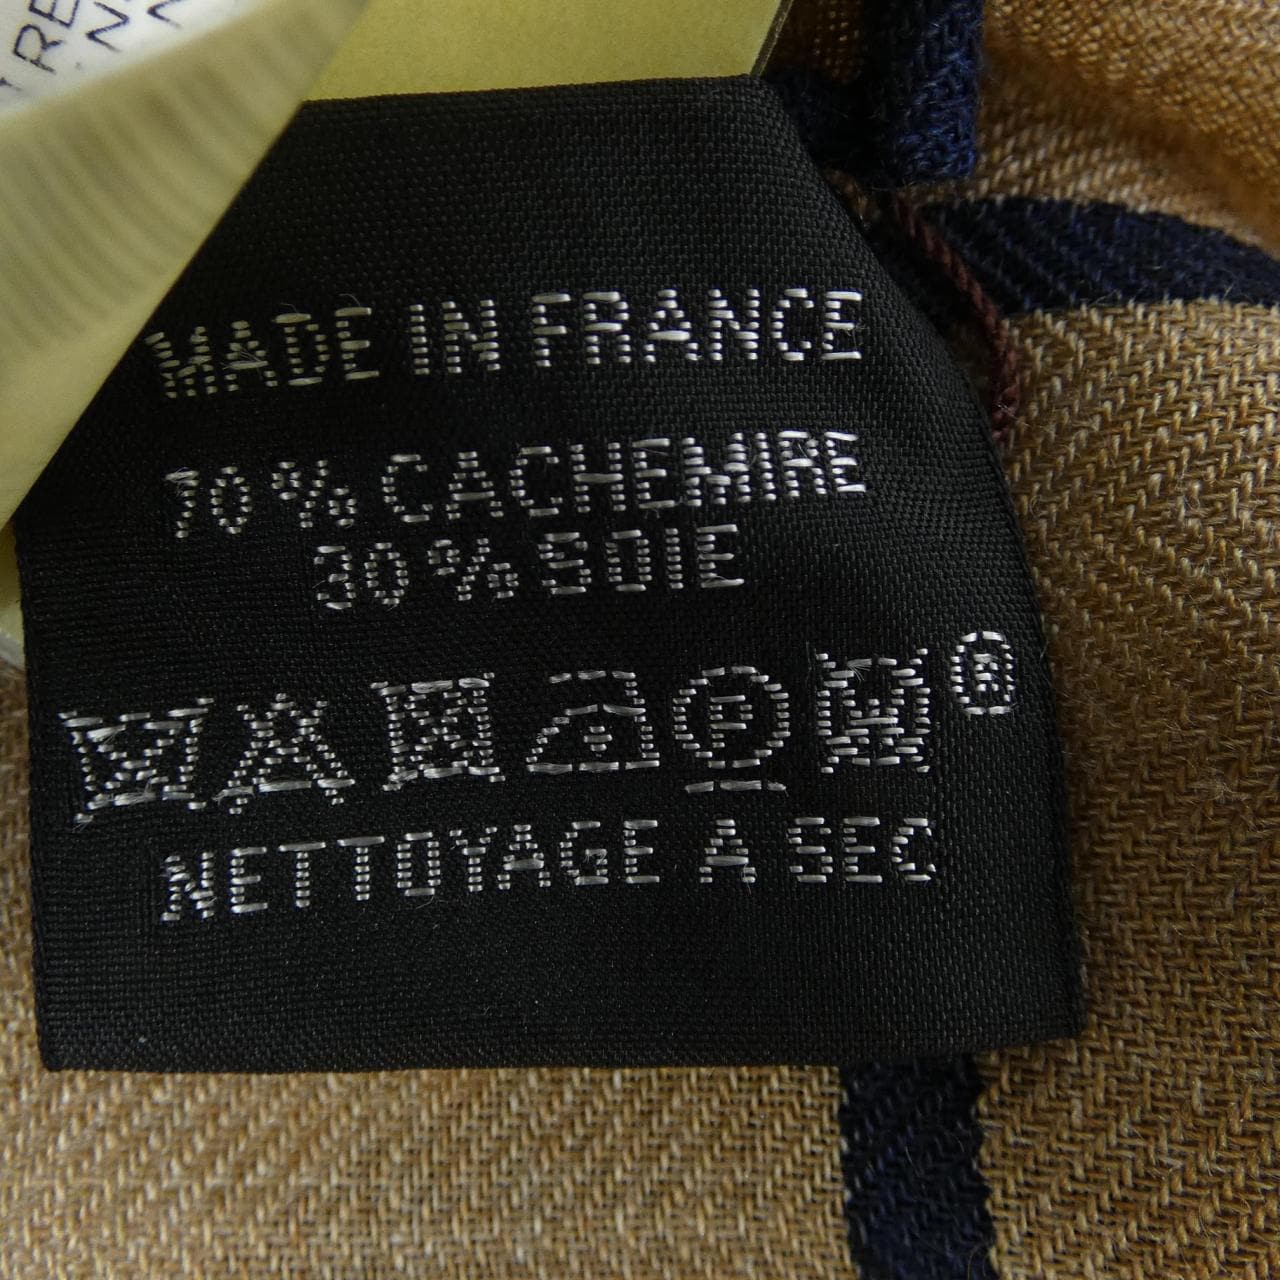 MADE IN FRANCE
70% CACHEMIRE
30% SOIE
P ®
NETTOYAGE A SEC